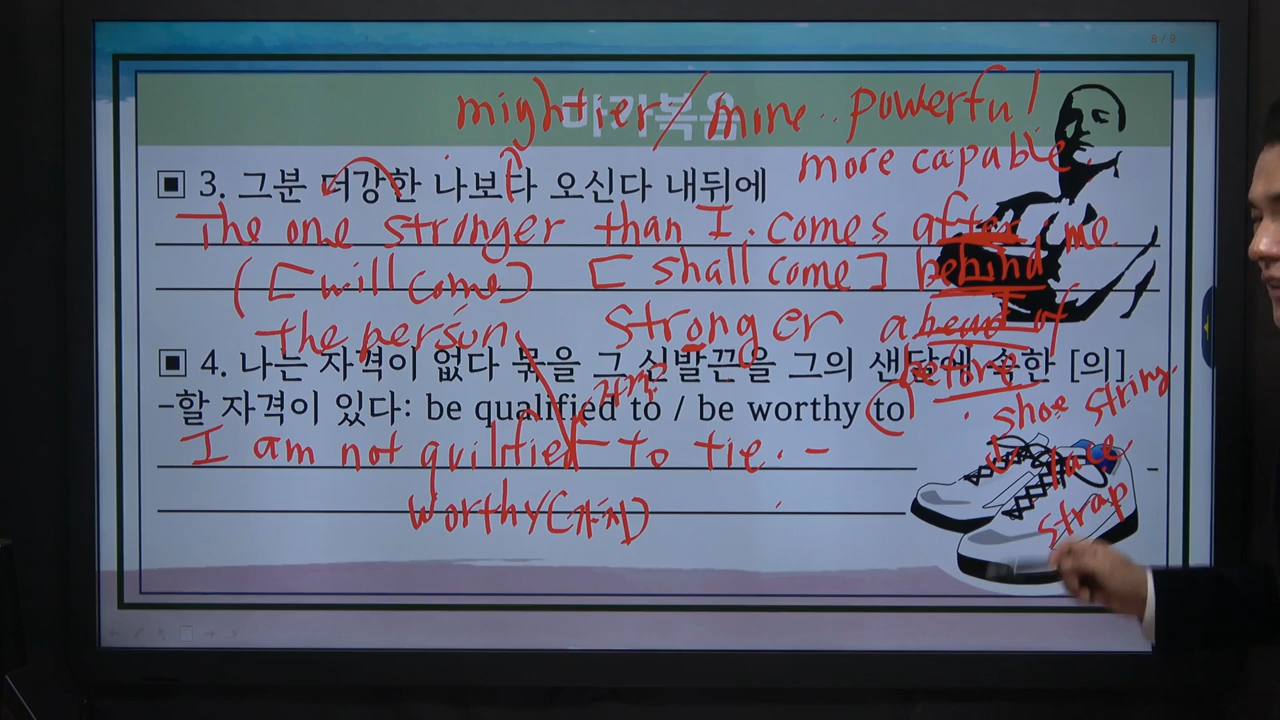 8 / 9
마가복음
mightier / more .. powerful
more capable.
▣ 3. 그분 더강한 나보다 오신다 내뒤에
The one stronger than I. comes after me.
([will come] [shall come] behind
the person stronger ahead of
▣ 4. 나는 자격이 없다 묶을 그 신발끈을 그의 샌달에 속한 [의]
before
-할 자격이 있다: be qualified to / be worthy to
shoe string
I am not quilified to tie. -
lace
worthy(가치)
strap